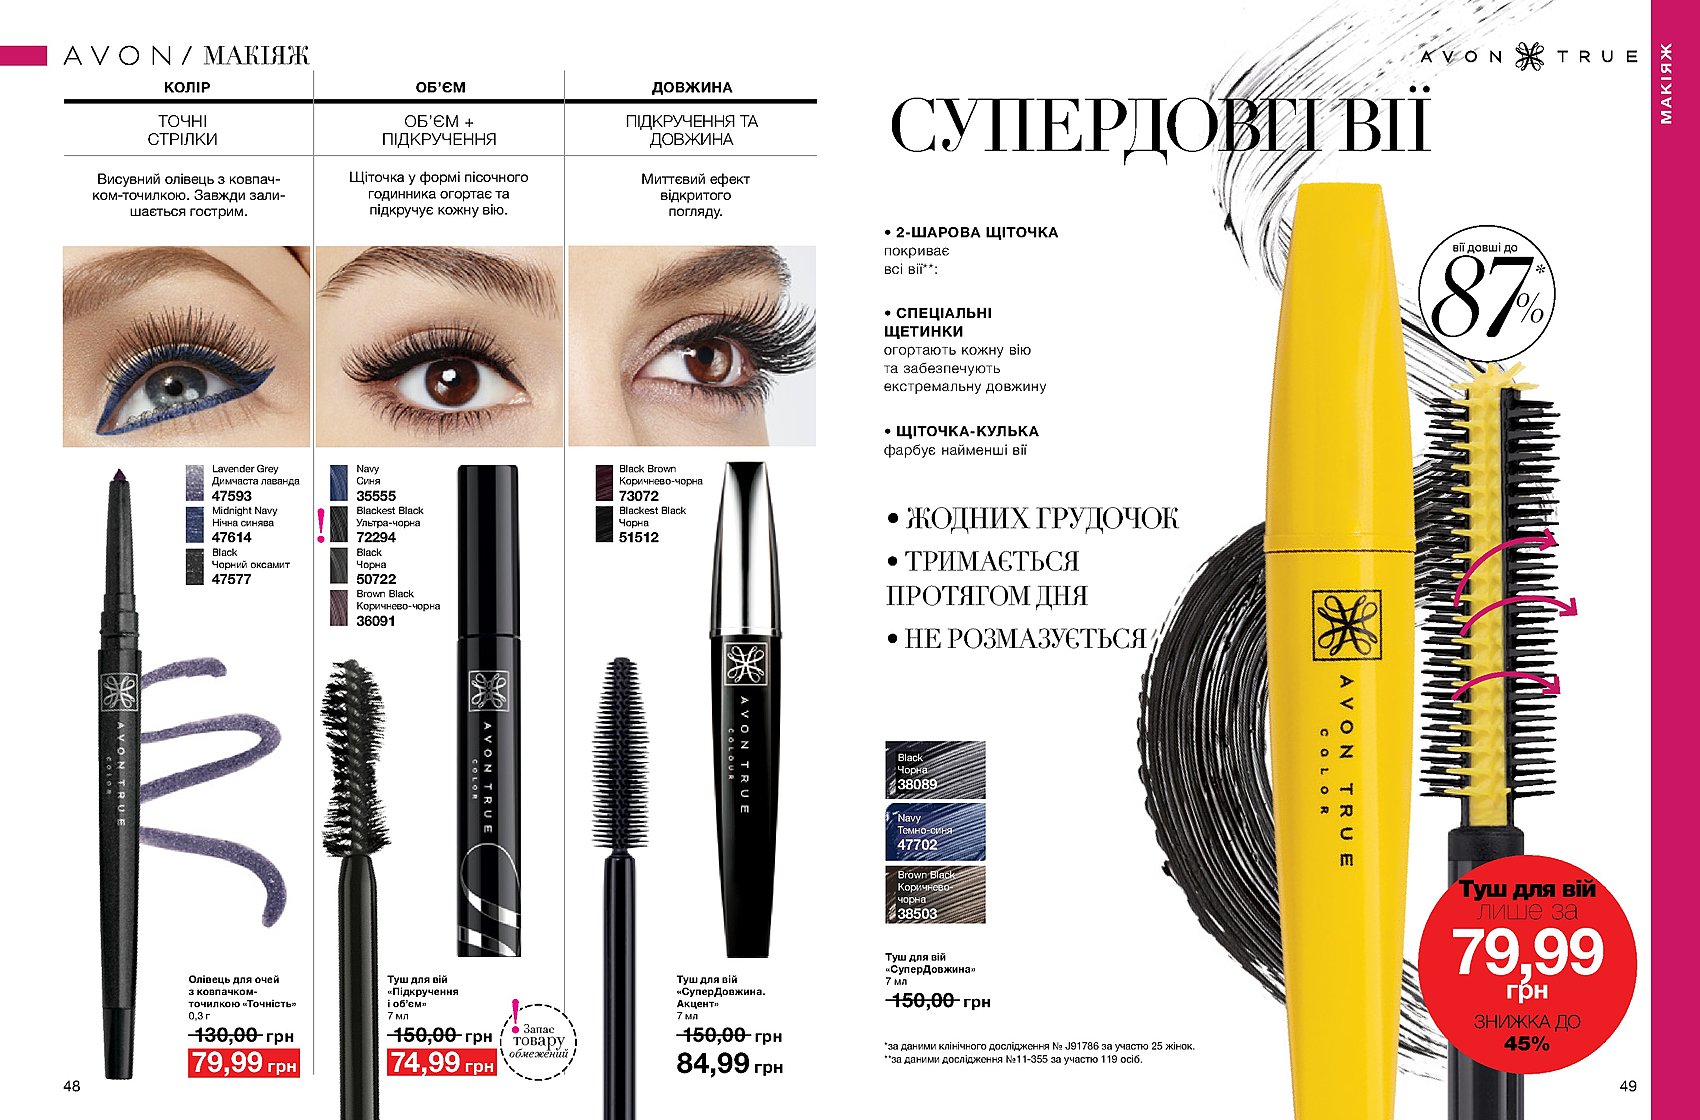 AVON/ МАКІЯЖ
КОЛІР
ТОЧНІ
СТРІЛКИ
Висувний олівець з ковпач-
ком-точилкою. Завжди зали-
шається гострим.
ОБ'ЄМ
ОБ'ЄМ +
ПІДКРУЧЕННЯ
Щіточка у формі пісочного
годинника огортає та
підкручує кожну вію.
ДОВЖИНА
ПІДКРУЧЕННЯ ТА
ДОВЖИНА
Миттєвий ефект
відкритого
погляду.
Lavender Grey
Димчаста лаванда
47593
Midnight Navy
Нічна синява
47614
Black
Чорний оксамит
47577
AVON TRUE
COLOR
Олівець для очей
з ковпачком-
точилкою «Точність»
0,3 г
130,00 грн
79,99 грн
Navy
Синя
35555
!
Blackest Black
Ультра-чорна
72294
Black
Чорна
50722
Brown Black
Коричнево-чорна
36091
AVON TRUE
COLOR
Туш для вій
«Підкручення
і об'єм»
7 мл
150,00 грн
74,99 грн
!
Запас
товару
обмежений
Black Brown
Коричнево-чорна
73072
Blackest Black
Чорна
51512
AVON TRUE
COLOUR
Туш для вій
«СуперДовжина.
Акцент»
7 мл
150,00 грн
84,99 грн
48
AVON TRUE
МАКІЯЖ
СУПЕРДОВГІ ВІЇ
• 2-ШАРОВА ЩІТОЧКА
покриває
всі вії**:
• СПЕЦІАЛЬНІ
ЩЕТИНКИ
огортають кожну вію
та забезпечують
екстремальну довжину
• ЩІТОЧКА-КУЛЬКА
фарбує найменші вії
вії довші до
87%*
• ЖОДНИХ ГРУДОЧОК
• ТРИМАЄТЬСЯ
ПРОТЯГОМ ДНЯ
• НЕ РОЗМАЗУЄТЬСЯ
AVON TRUE
COLOR
Black
Чорна
38089
Navy
Темно-синя
47702
Brown Black
Коричнево-
чорна
38503
Туш для вій
«СуперДовжина»
7 мл
150,00 грн
Туш для вій
лише за
79,99
грн
ЗНИЖКА ДО
45%
*за даними клінічного дослідження № J91786 за участю 25 жінок.
**за даними дослідження №11-355 за участю 119 осіб.
49